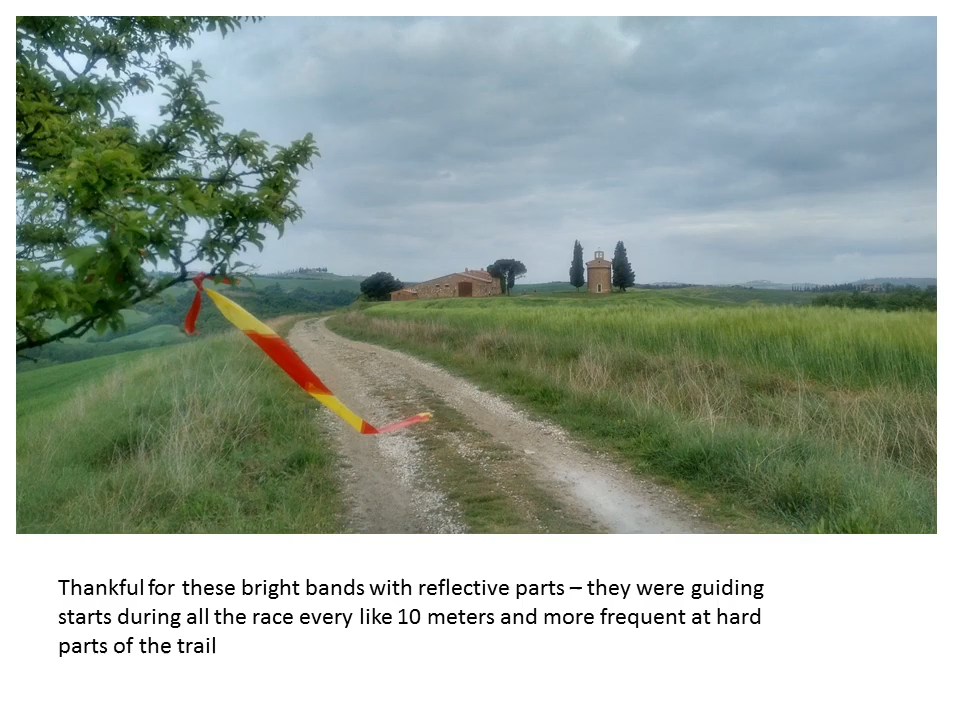 Thankful for these bright bands with reflective parts – they were guiding
starts during all the race every like 10 meters and more frequent at hard
parts of the trail